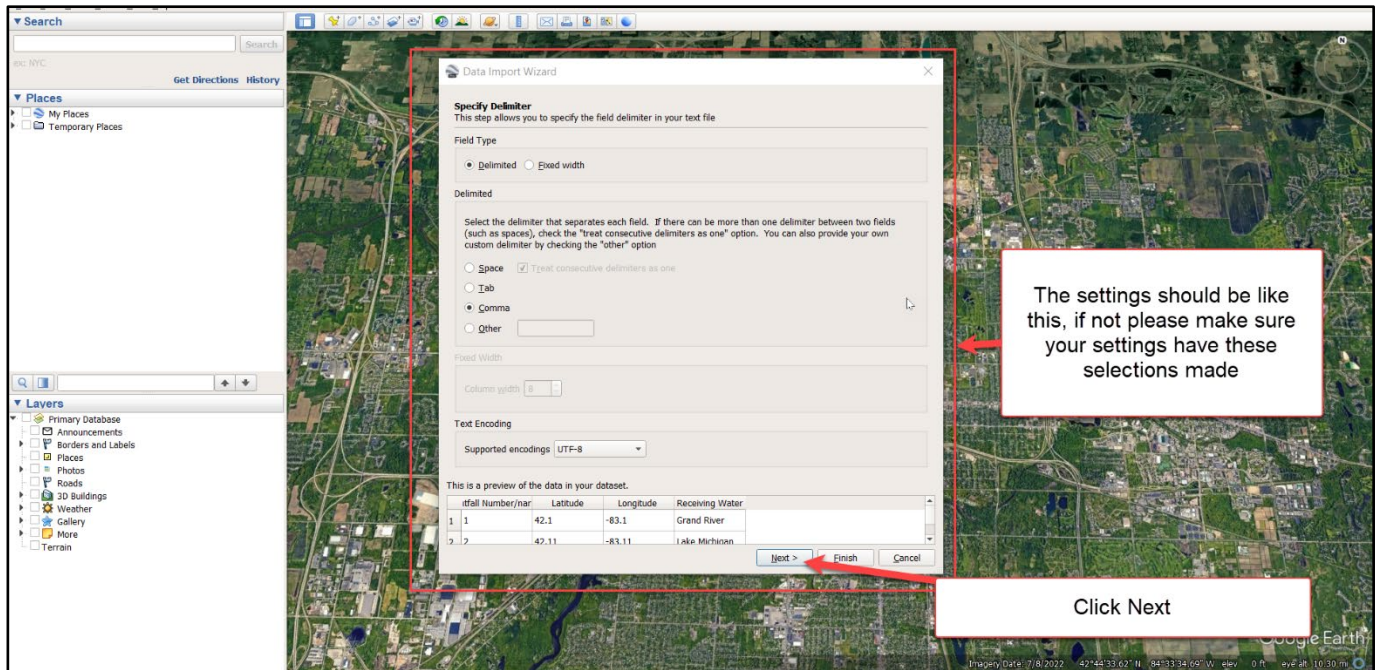 ▼ Search
Search
ex: NYC
Get Directions History
▼ Places
My Places
Temporary Places
▼ Layers
Primary Database
Announcements
Borders and Labels
Places
Photos
Roads
3D Buildings
Weather
Gallery
More
Terrain
Data Import Wizard
Specify Delimiter
This step allows you to specify the field delimiter in your text file
Field Type
Delimited Fixed width
Delimited
Select the delimiter that separates each field. If there can be more than one delimiter between two fields
(such as spaces), check the "treat consecutive delimiters as one" option. You can also provide your own
custom delimiter by checking the "other" option
Space Treat consecutive delimiters as one
Tab
Comma
Other
Fixed Width
Column width 8
Text Encoding
Supported encodings UTF-8
This is a preview of the data in your dataset.
itfall Number/nar Latitude Longitude Receiving Water
1 1 42.1 -83.1 Grand River
2 2 42.11 -83.11 Lake Michigan
Next > Finish Cancel
The settings should be like
this, if not please make sure
your settings have these
selections made
Click Next
N
Google Earth
Imagery Date: 7/8/2022 42°44'33.62" N 84°33'34.69" W elev 0 ft eye alt 10.30 mi